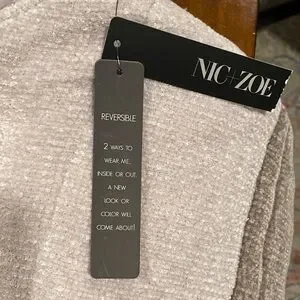 NIC+ZOE
REVERSIBLE
2 WAYS TO
WEAR ME...
INSIDE OR OUT
A NEW
LOOK OR
COLOR WILL
COME ABOUT!